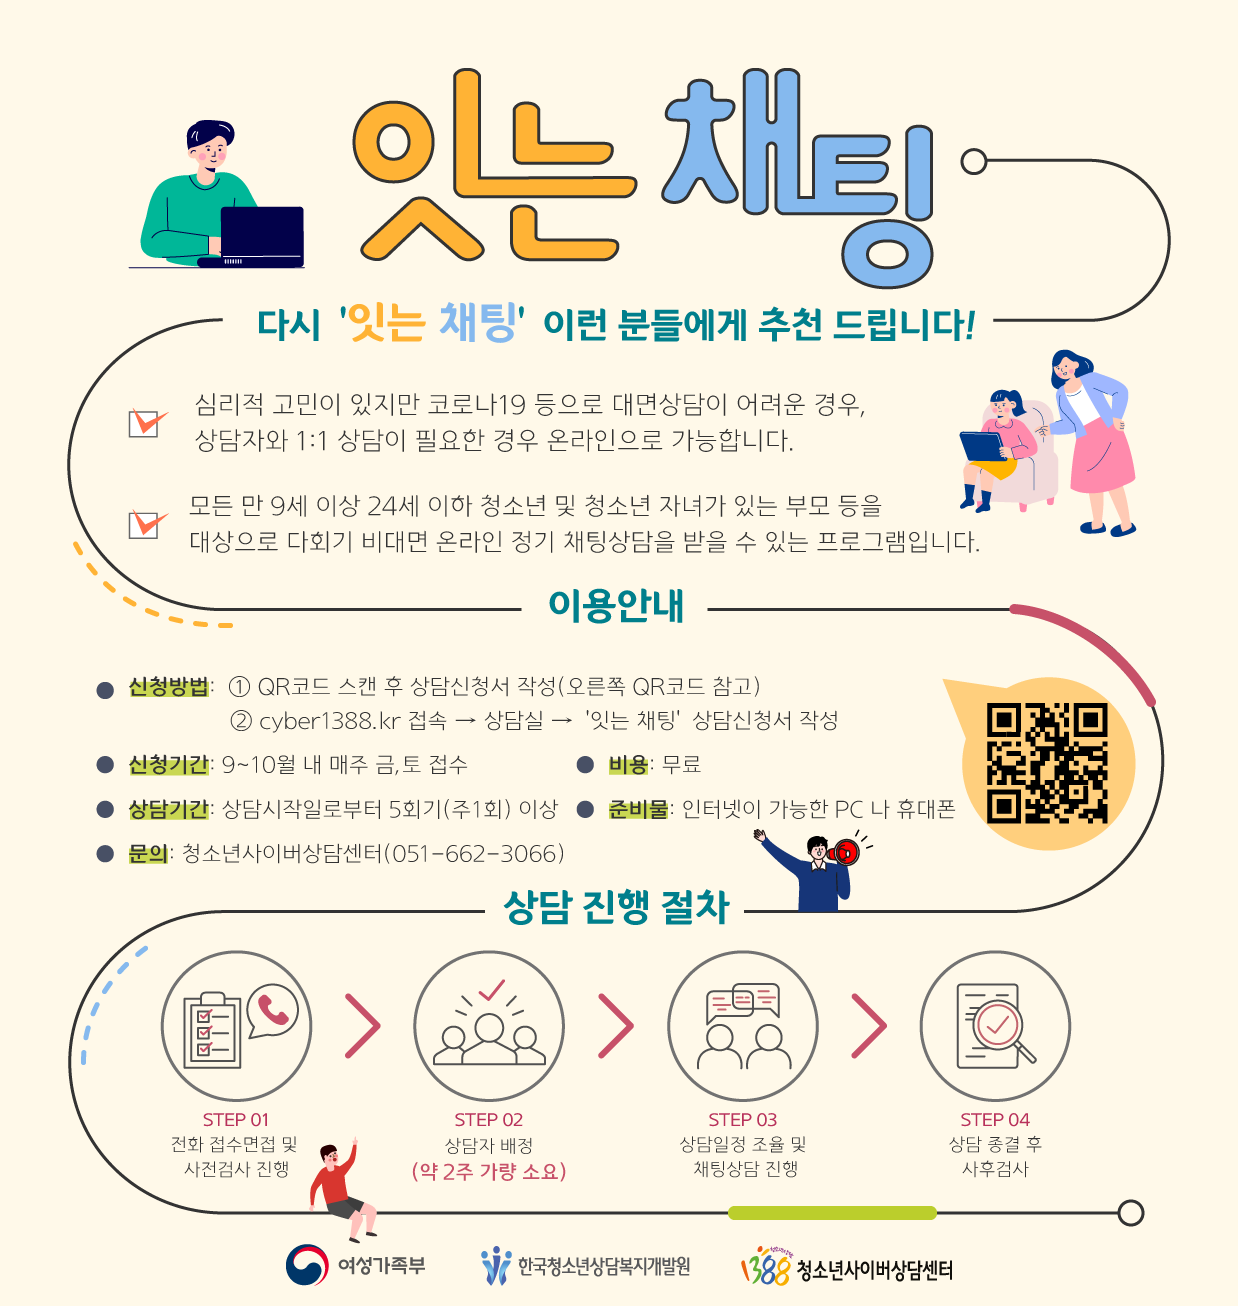 잇는 채팅
다시 '잇는 채팅' 이런 분들에게 추천 드립니다!
심리적 고민이 있지만 코로나19 등으로 대면상담이 어려운 경우,
상담자와 1:1 상담이 필요한 경우 온라인으로 가능합니다.
모든 만 9세 이상 24세 이하 청소년 및 청소년 자녀가 있는 부모 등을
대상으로 다회기 비대면 온라인 정기 채팅상담을 받을 수 있는 프로그램입니다.
이용안내
신청방법: ① QR코드 스캔 후 상담신청서 작성(오른쪽 QR코드 참고)
② cyber1388.kr 접속 → 상담실 → '잇는 채팅' 상담신청서 작성
신청기간: 9~10월 내 매주 금,토 접수
비용: 무료
상담기간: 상담시작일로부터 5회기(주1회) 이상
준비물: 인터넷이 가능한 PC 나 휴대폰
문의: 청소년사이버상담센터(051-662-3066)
상담 진행 절차
STEP 01
전화 접수면접 및
사전검사 진행
STEP 02
상담자 배정
(약 2주 가량 소요)
STEP 03
상담일정 조율 및
채팅상담 진행
STEP 04
상담 종결 후
사후검사
여성가족부
한국청소년상담복지개발원
1388 청소년사이버상담센터